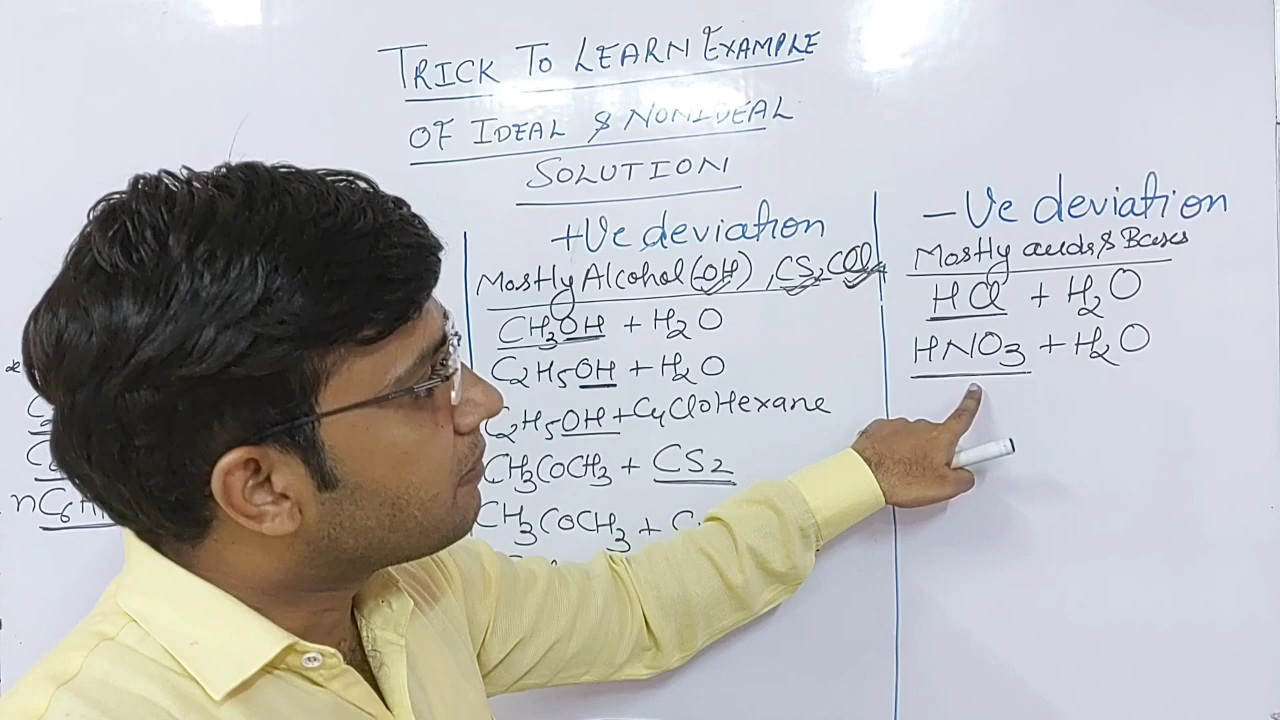 TRICK TO LEARN EXAMPLE
OF IDEAL & NONIDEAL
SOLUTION
+Ve deviation
Mostly Alcohol (-OH), CS2
CH3OH + H2O
C2H5OH + H2O
C2H5OH + CycloHexane
CH3COCH3 + CS2
CH3COCH3 +
-Ve deviation
Mostly acids & Bases
HCl + H2O
HNO3 + H2O